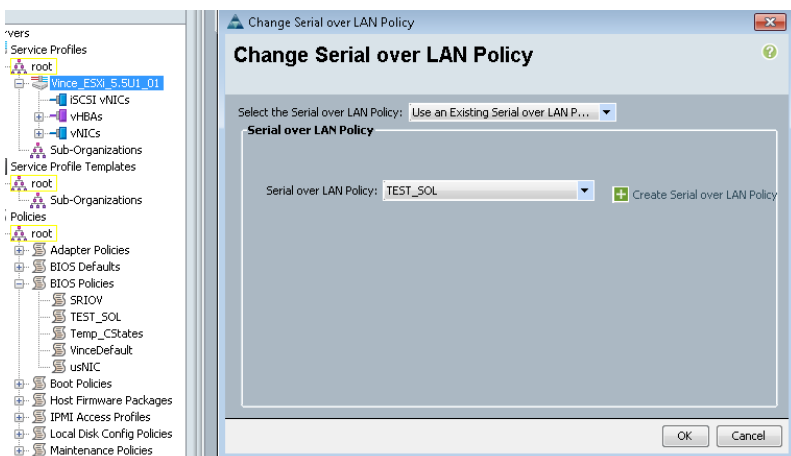 rvers
Service Profiles
root
Vince_ESXi_5.5U1_01
iSCSI vNICs
vHBAs
vNICs
Sub-Organizations
Service Profile Templates
root
Sub-Organizations
Policies
root
Adapter Policies
BIOS Defaults
BIOS Policies
SRIOV
TEST_SOL
Temp_CStates
VinceDefault
usNIC
Boot Policies
Host Firmware Packages
IPMI Access Profiles
Local Disk Config Policies
Maintenance Policies
Change Serial over LAN Policy
Change Serial over LAN Policy
Select the Serial over LAN Policy: Use an Existing Serial over LAN P...
Serial over LAN Policy
Serial over LAN Policy: TEST_SOL
Create Serial over LAN Policy
OK Cancel